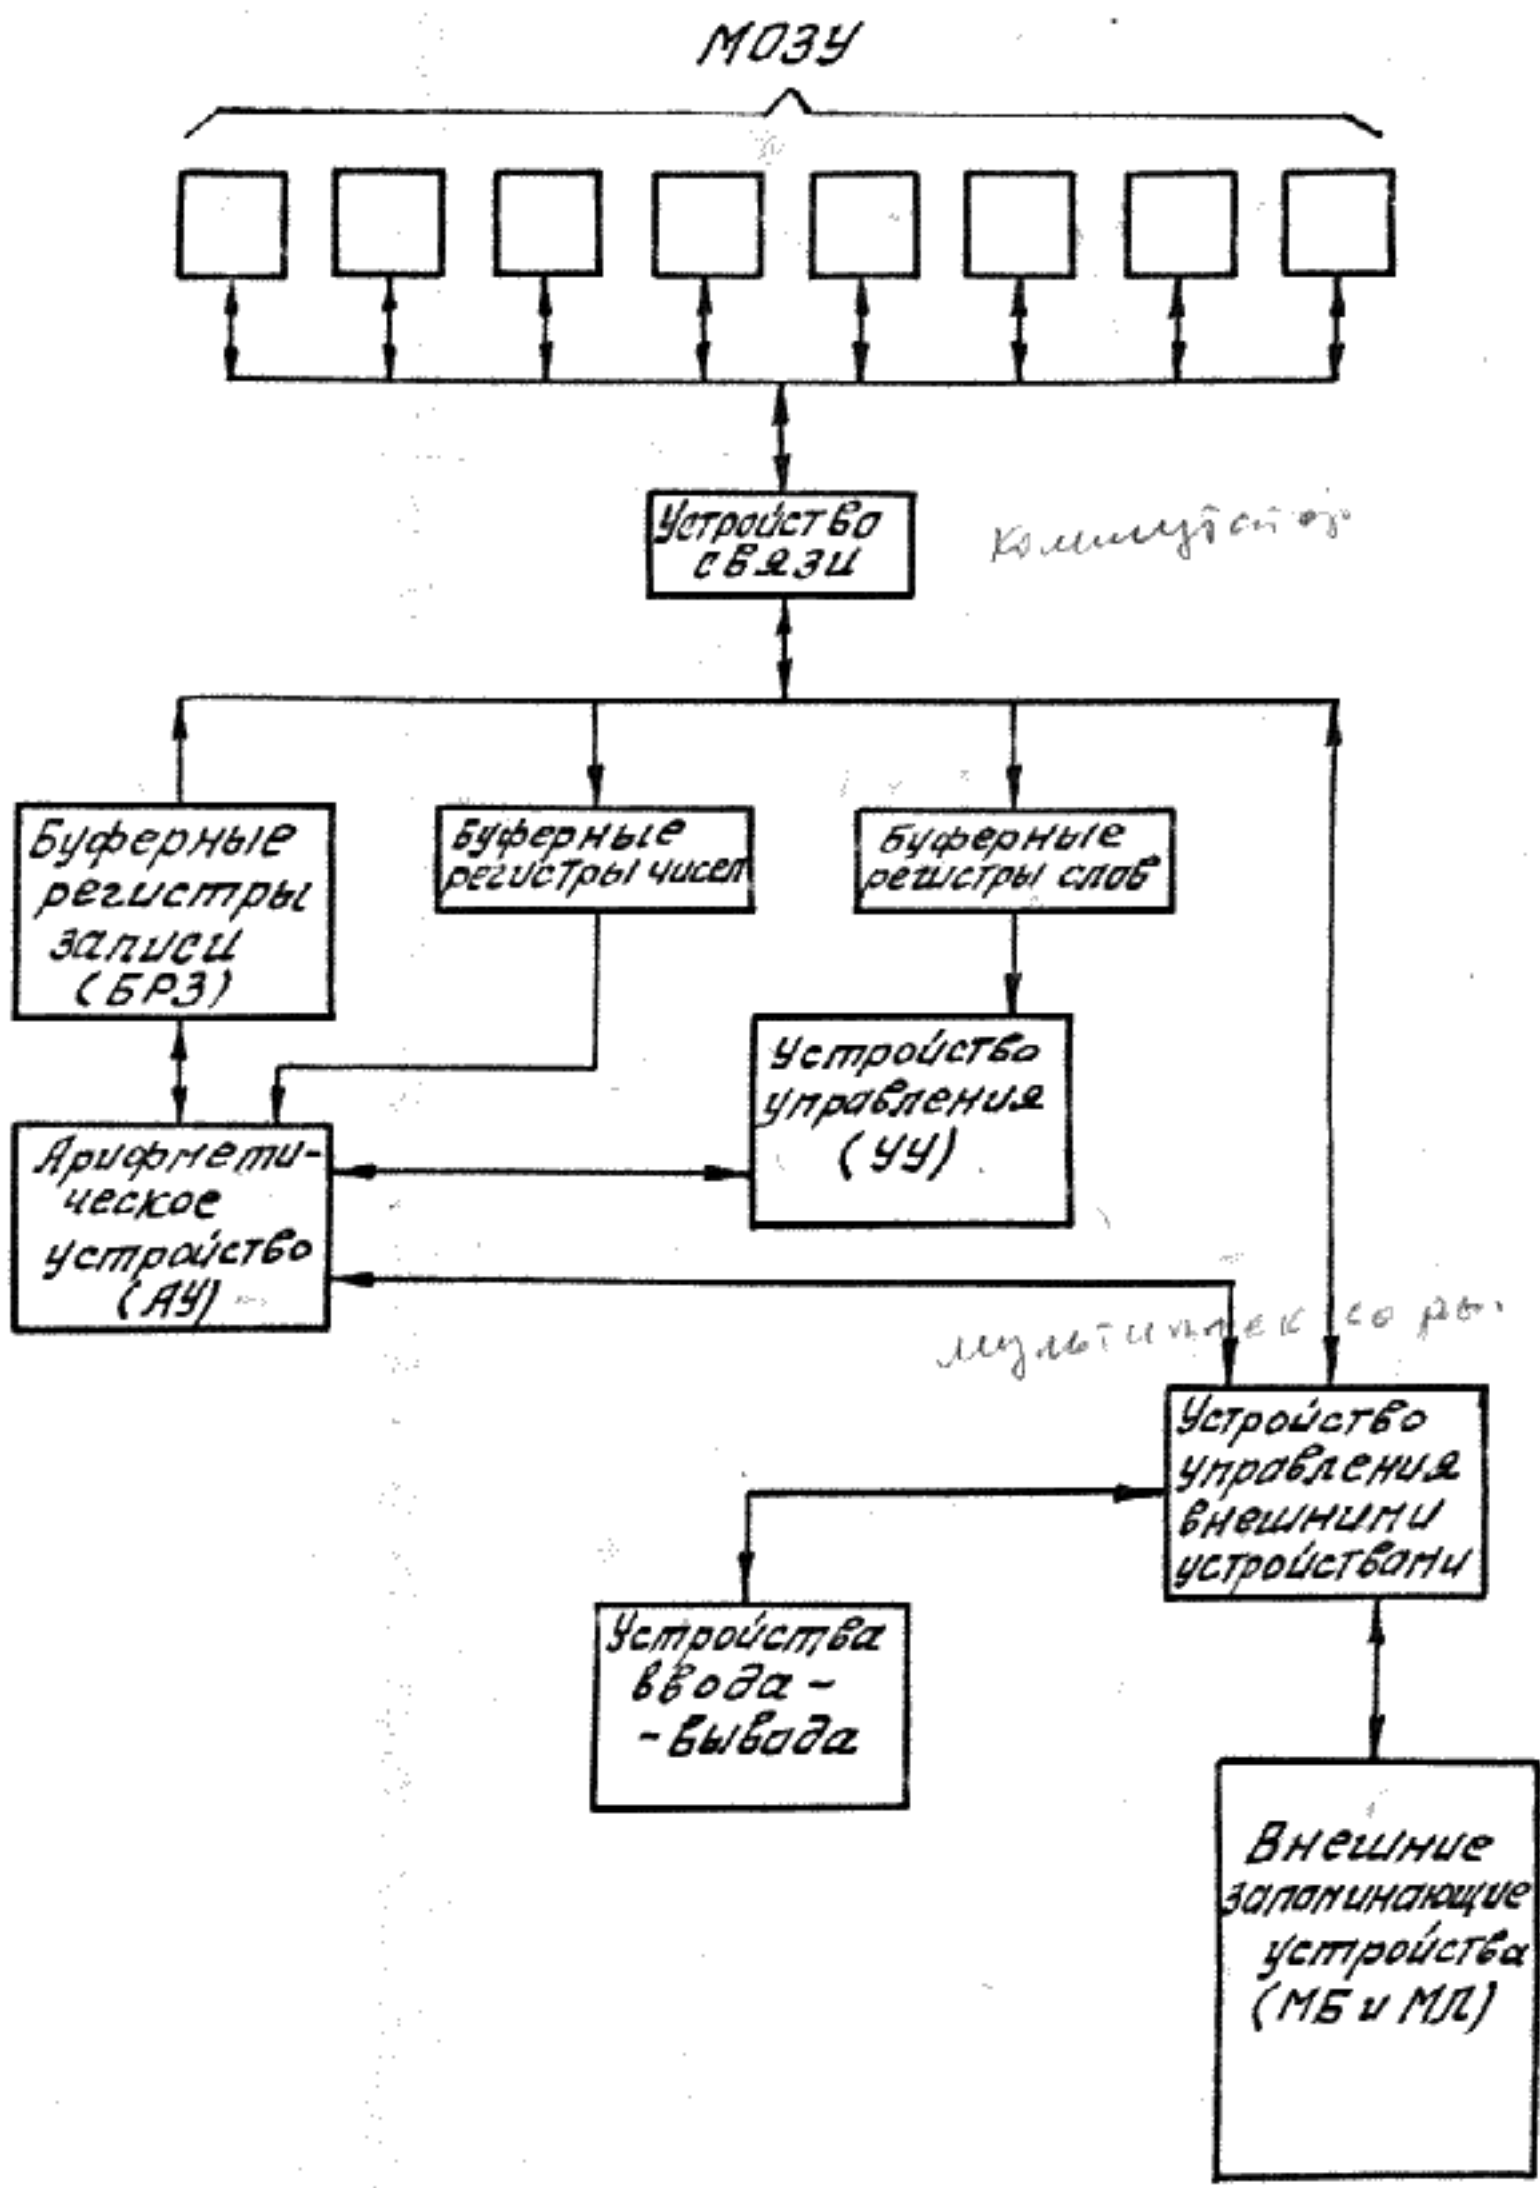 МОЗУ
Устройство
связи
коммутатор
Буферные
регистры
записи
(БРЗ)
Буферные
регистры чисел
Буферные
регистры слов
Устройство
управления
(УУ)
Арифмети-
ческое
устройство
(АУ)
Устройство
управления
внешними
устройствами
Устройства
ввода -
- вывода
Внешние
запоминающие
устройства
(МБ и МЛ)